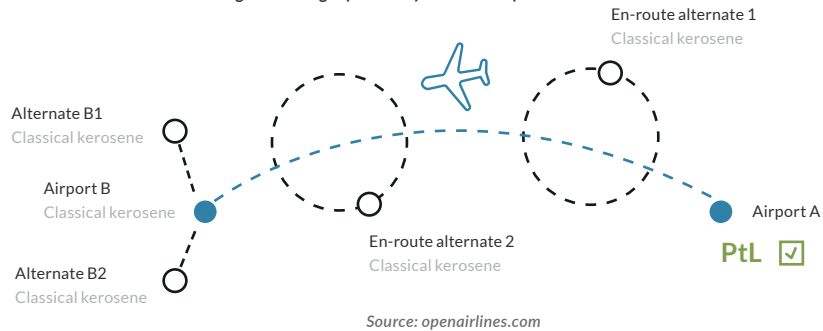 En-route alternate 1
Classical kerosene
Alternate B1
Classical kerosene
Airport B
Classical kerosene
Airport A
PtL
En-route alternate 2
Classical kerosene
Alternate B2
Classical kerosene
Source: openairlines.com